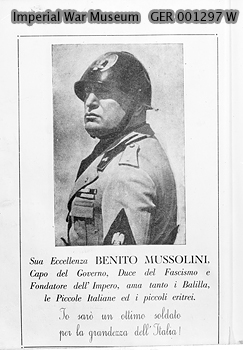 Imperial War Museum GER 001297 W
Sua Eccellenza BENITO MUSSOLINI,
Capo del Governo, Duce del Fascismo e
Fondatore dell'Impero, ama tanto i Balilla,
le Piccole Italiane ed i piccoli eritrei.
Io sarò un ottimo soldato
per la grandezza dell'Italia!